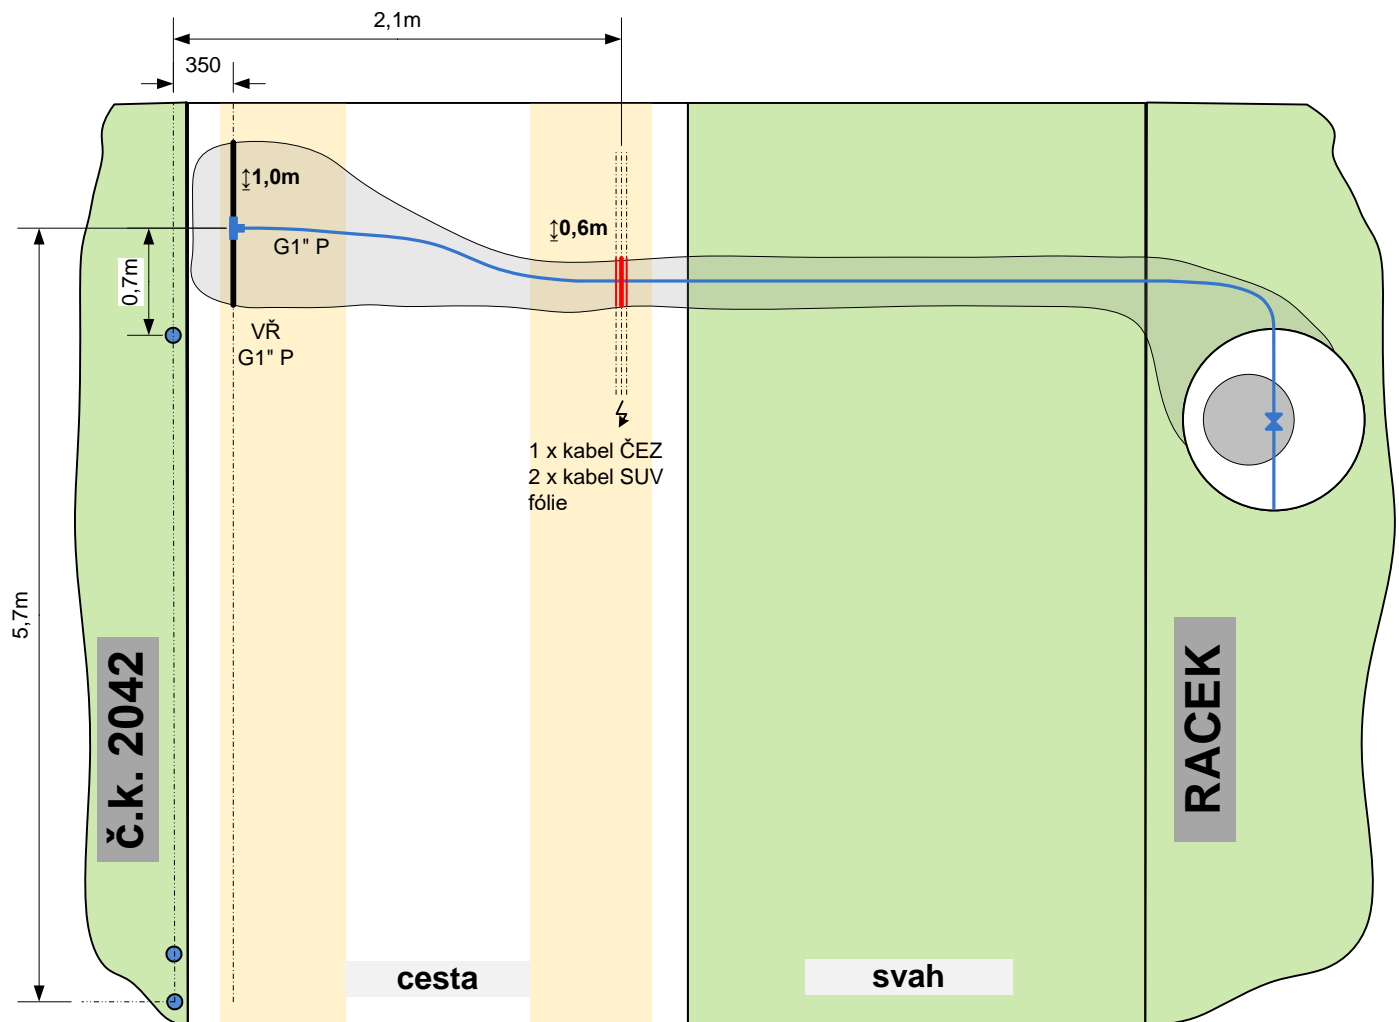 2,1m
350
↕1,0m
↕0,6m
G1" P
0,7m
VŘ
G1" P
1 x kabel ČEZ
2 x kabel SUV
fólie
5,7m
č.k. 2042
RACEK
cesta
svah